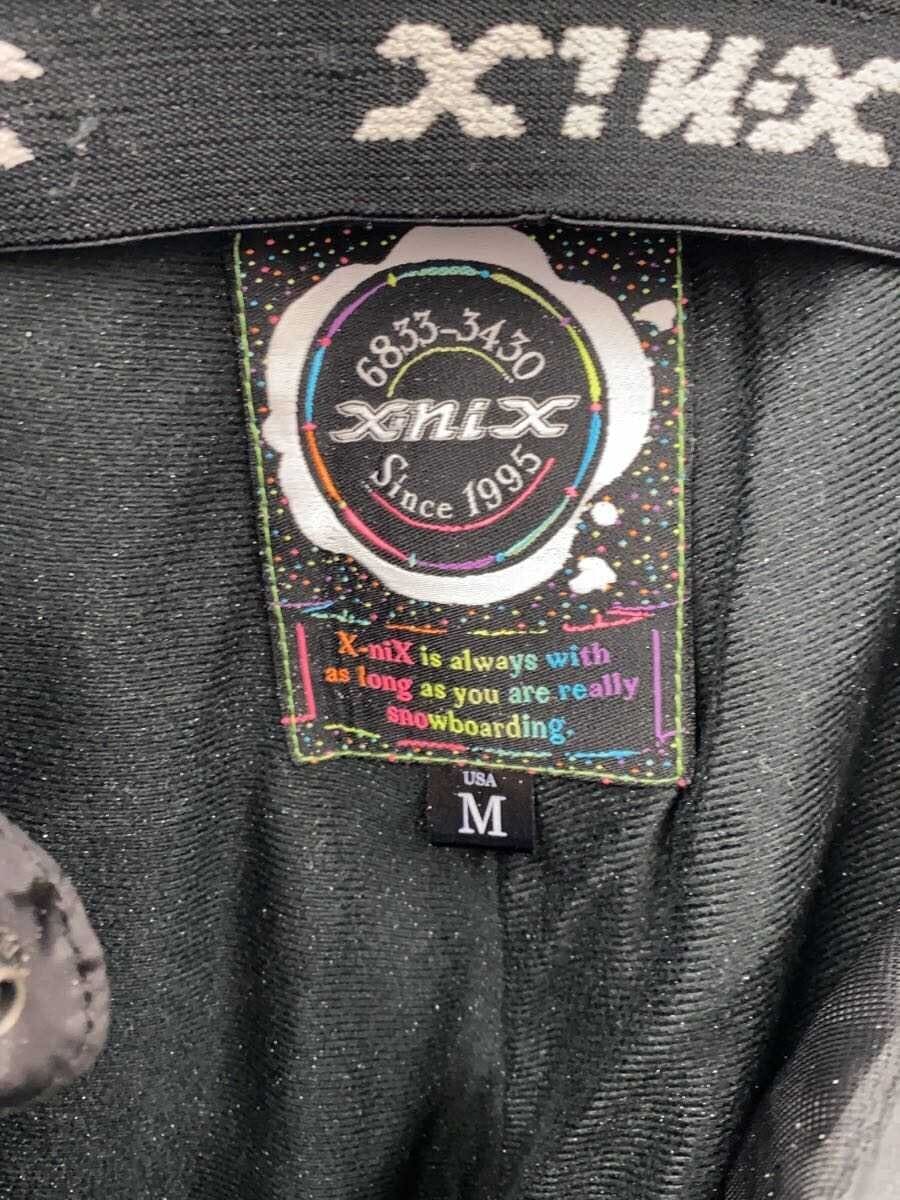 X-niX
6833-3430
X-niX
Since 1995
X-niX is always with
as long as you are really
snowboarding.
USA
M